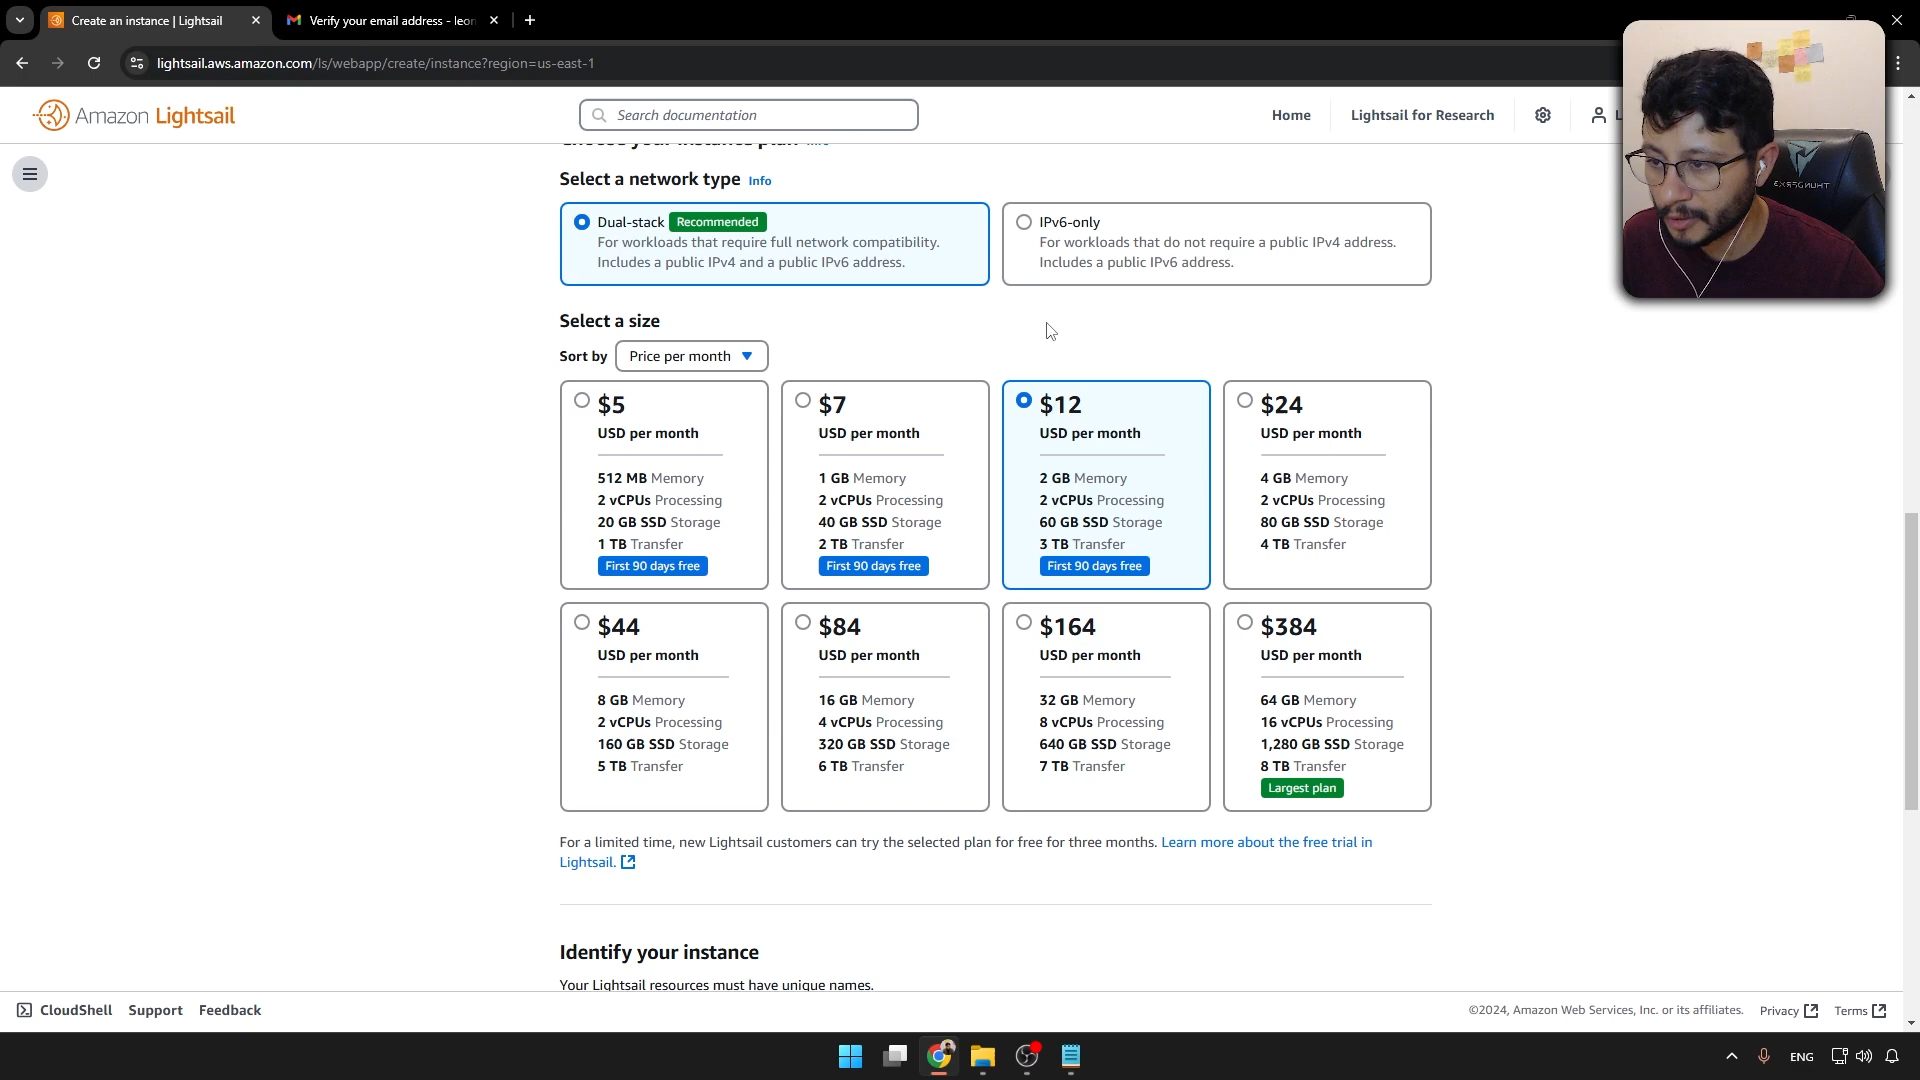 Create an instance | Lightsail
Verify your email address - leon
lightsail.aws.amazon.com/ls/webapp/create/instance?region=us-east-1
Amazon Lightsail
Search documentation
Home
Lightsail for Research
L
Choose your instance plan Info
Select a network type Info
Dual-stack Recommended
For workloads that require full network compatibility.
Includes a public IPv4 and a public IPv6 address.
IPv6-only
For workloads that do not require a public IPv4 address.
Includes a public IPv6 address.
Select a size
Sort by Price per month
$5
USD per month
512 MB Memory
2 vCPUs Processing
20 GB SSD Storage
1 TB Transfer
First 90 days free
$7
USD per month
1 GB Memory
2 vCPUs Processing
40 GB SSD Storage
2 TB Transfer
First 90 days free
$12
USD per month
2 GB Memory
2 vCPUs Processing
60 GB SSD Storage
3 TB Transfer
First 90 days free
$24
USD per month
4 GB Memory
2 vCPUs Processing
80 GB SSD Storage
4 TB Transfer
$44
USD per month
8 GB Memory
2 vCPUs Processing
160 GB SSD Storage
5 TB Transfer
$84
USD per month
16 GB Memory
4 vCPUs Processing
320 GB SSD Storage
6 TB Transfer
$164
USD per month
32 GB Memory
8 vCPUs Processing
640 GB SSD Storage
7 TB Transfer
$384
USD per month
64 GB Memory
16 vCPUs Processing
1,280 GB SSD Storage
8 TB Transfer
Largest plan
For a limited time, new Lightsail customers can try the selected plan for free for three months. Learn more about the free trial in
Lightsail.
Identify your instance
Your Lightsail resources must have unique names.
CloudShell
Support
Feedback
©2024, Amazon Web Services, Inc. or its affiliates.
Privacy
Terms
ENG